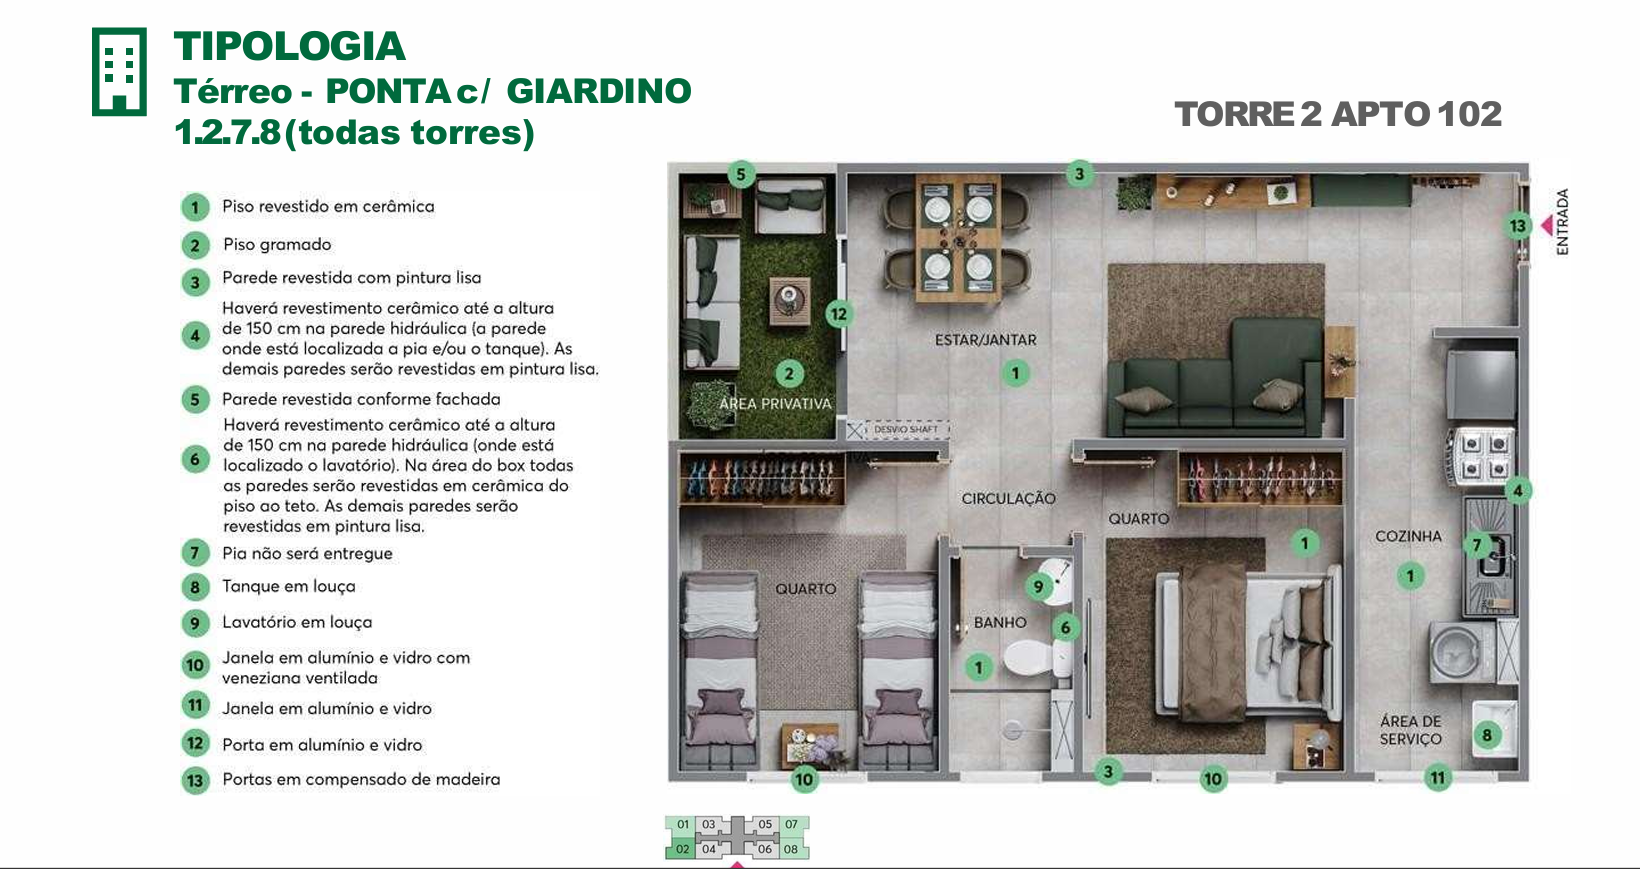 TIPOLOGIA
Térreo - PONTA c/ GIARDINO
1.2.7.8 (todas torres)
TORRE 2 APTO 102
1 Piso revestido em cerâmica
2 Piso gramado
3 Parede revestida com pintura lisa
4 Haverá revestimento cerâmico até a altura
de 150 cm na parede hidráulica (a parede
onde está localizada a pia e/ou o tanque). As
demais paredes serão revestidas em pintura lisa.
5 Parede revestida conforme fachada
6 Haverá revestimento cerâmico até a altura
de 150 cm na parede hidráulica (onde está
localizado o lavatório). Na área do box todas
as paredes serão revestidas em cerâmica do
piso ao teto. As demais paredes serão
revestidas em pintura lisa.
7 Pia não será entregue
8 Tanque em louça
9 Lavatório em louça
10 Janela em alumínio e vidro com
veneziana ventilada
11 Janela em alumínio e vidro
12 Porta em alumínio e vidro
13 Portas em compensado de madeira
5
3
13
ENTRADA
12
ESTAR/JANTAR
2
1
ÁREA PRIVATIVA
DESVIO SHAFT
4
CIRCULAÇÃO
QUARTO
1
COZINHA
7
1
QUARTO
9
BANHO
6
1
ÁREA DE
SERVIÇO
8
10
3
10
11
01 03 05 07
02 04 06 08